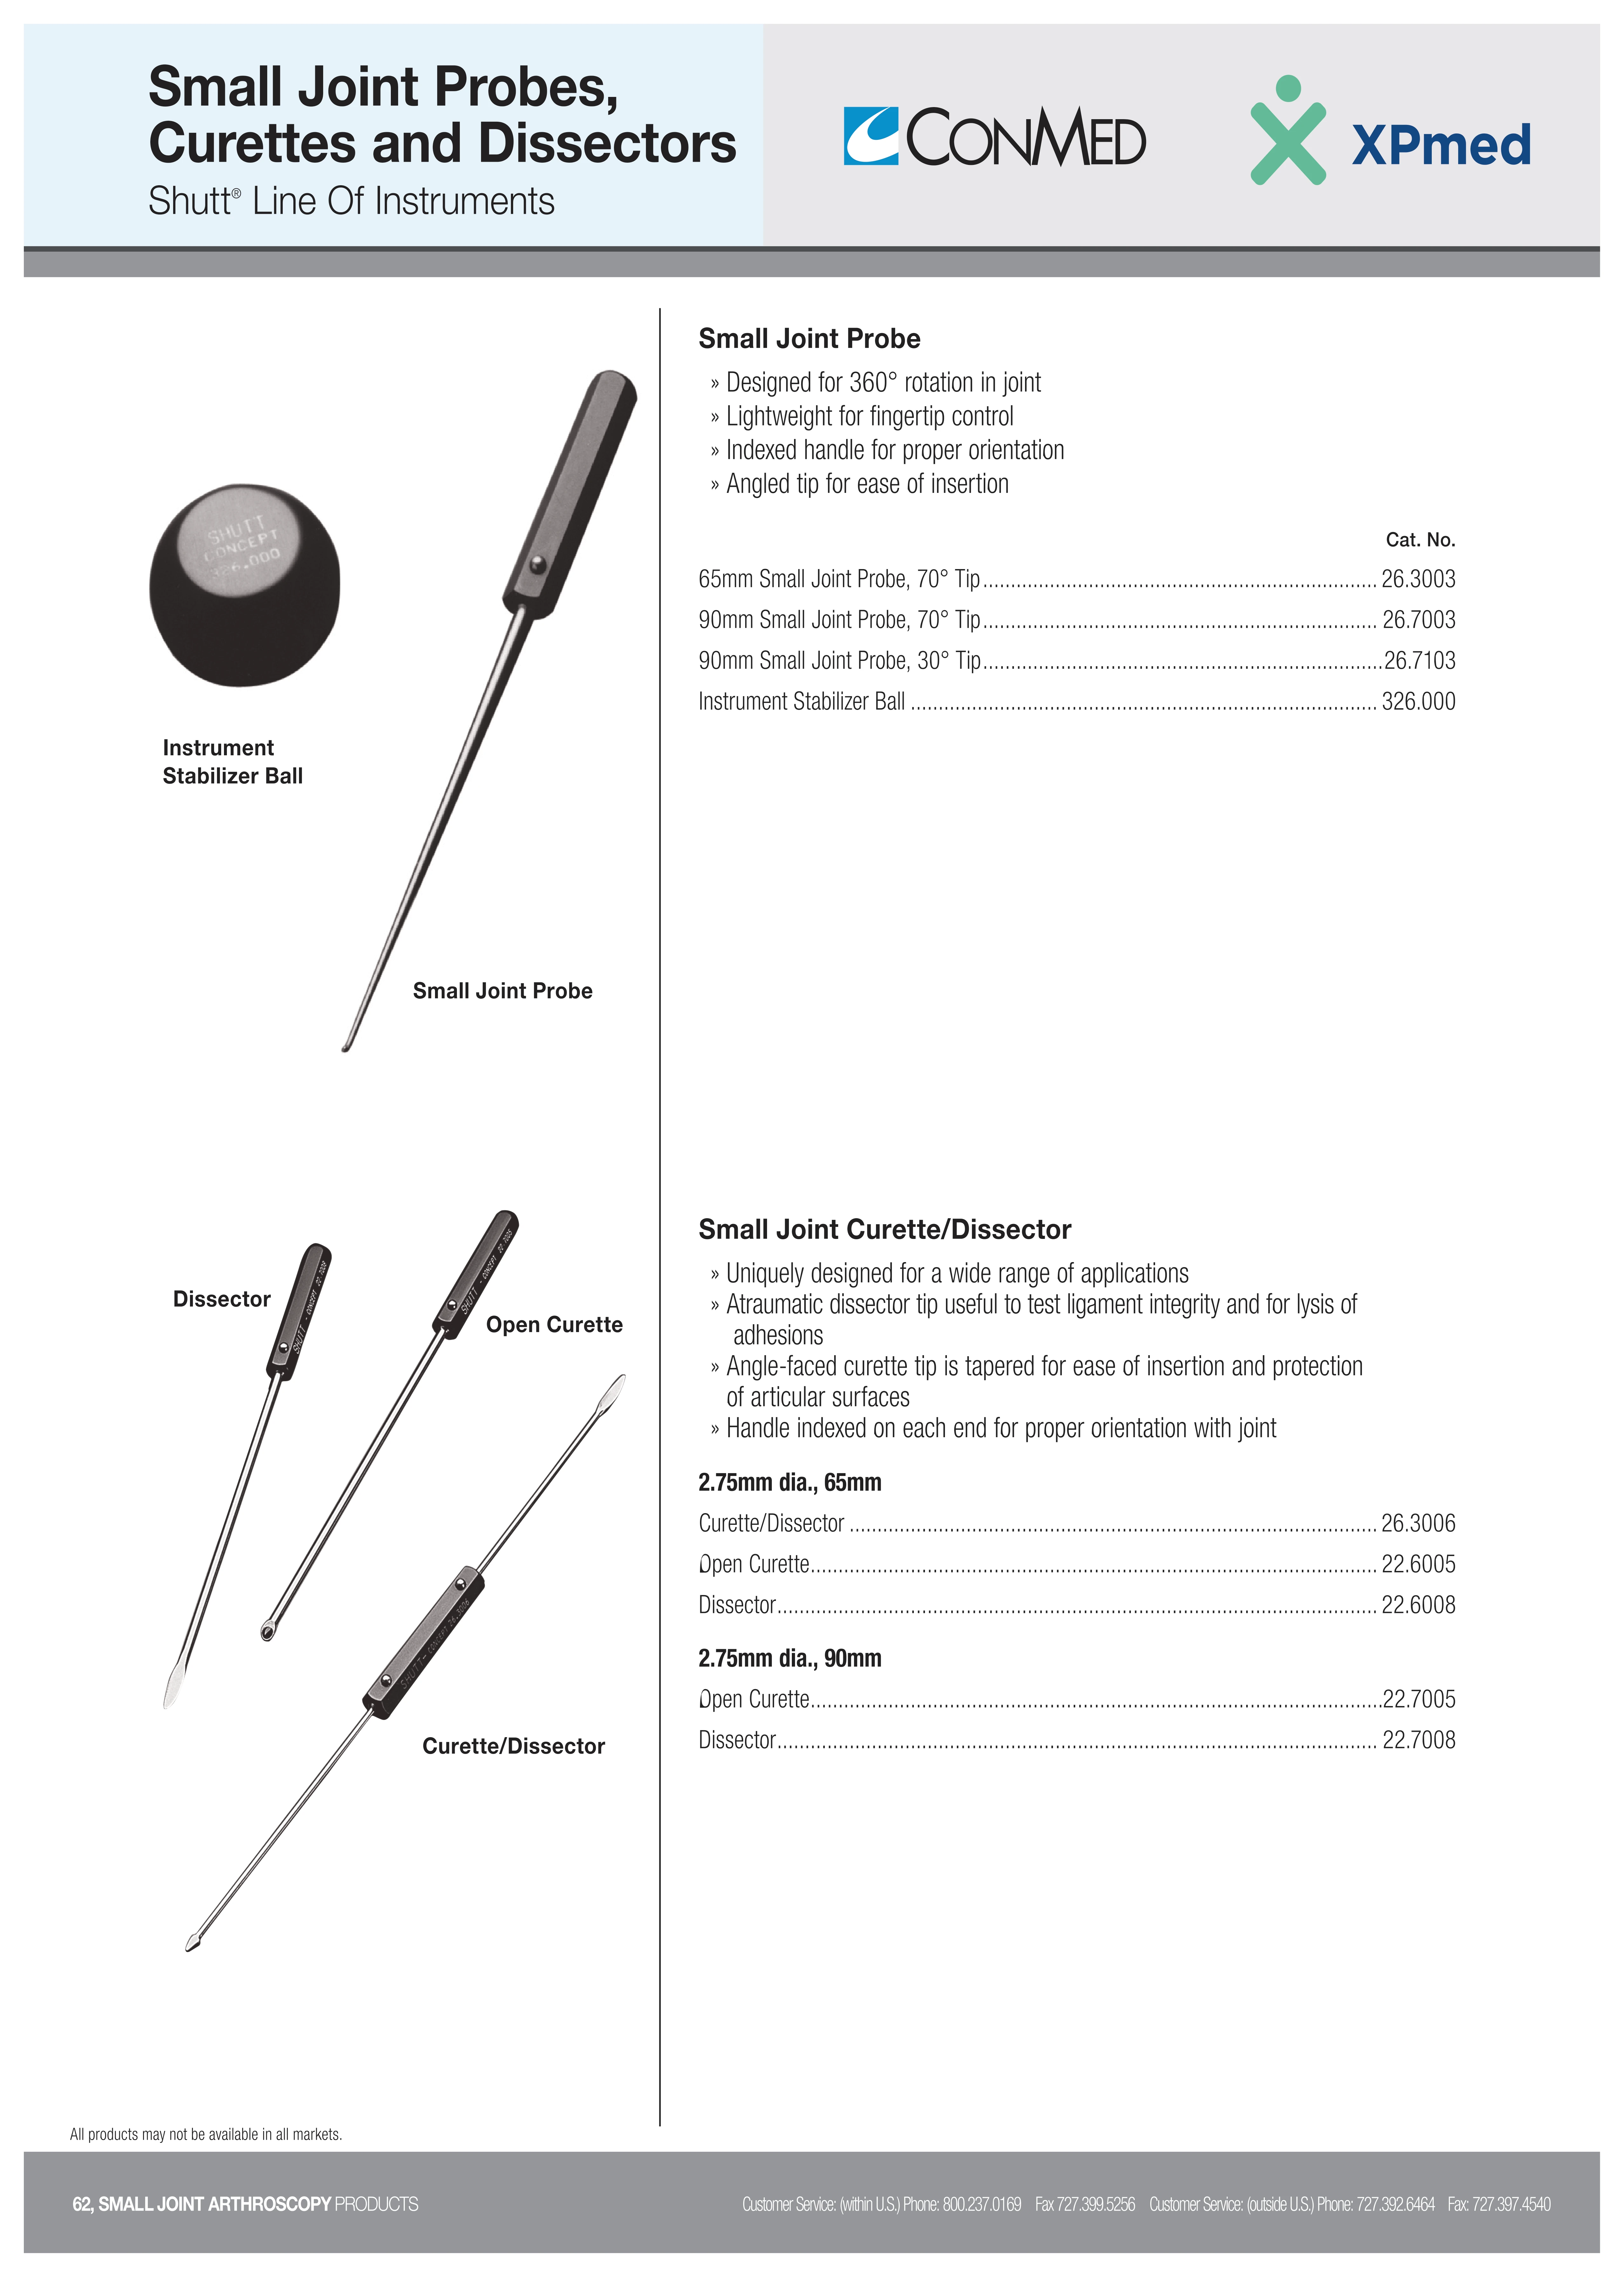 Small Joint Probes,
Curettes and Dissectors
Shutt® Line Of Instruments
CONMED
XPmed
SHUTT
CONCEPT
326.000
Instrument
Stabilizer Ball
Small Joint Probe
Small Joint Probe
» Designed for 360° rotation in joint
» Lightweight for fingertip control
» Indexed handle for proper orientation
» Angled tip for ease of insertion
Cat. No.
65mm Small Joint Probe, 70° Tip 26.3003
90mm Small Joint Probe, 70° Tip 26.7003
90mm Small Joint Probe, 30° Tip 26.7103
Instrument Stabilizer Ball 326.000
Dissector
SHUTT - CONCEPT
Open Curette
SHUTT - CONCEPT
Curette/Dissector
SHUTT - CONCEPT 26.3006
Small Joint Curette/Dissector
» Uniquely designed for a wide range of applications
» Atraumatic dissector tip useful to test ligament integrity and for lysis of
adhesions
» Angle-faced curette tip is tapered for ease of insertion and protection
of articular surfaces
» Handle indexed on each end for proper orientation with joint
2.75mm dia., 65mm
Curette/Dissector 26.3006
Open Curette 22.6005
Dissector 22.6008
2.75mm dia., 90mm
Open Curette 22.7005
Dissector 22.7008
All products may not be available in all markets.
62, SMALL JOINT ARTHROSCOPY PRODUCTS
Customer Service: (within U.S.) Phone: 800.237.0169 Fax 727.399.5256 Customer Service: (outside U.S.) Phone: 727.392.6464 Fax: 727.397.4540